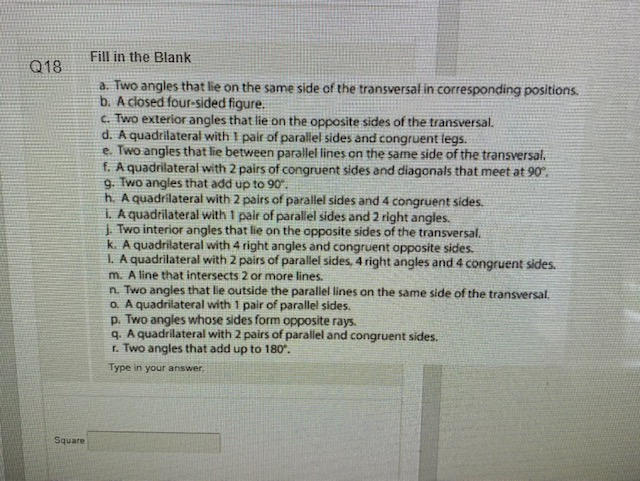 Q18
Fill in the Blank
a. Two angles that lie on the same side of the transversal in corresponding positions.
b. A closed four-sided figure.
c. Two exterior angles that lie on the opposite sides of the transversal.
d. A quadrilateral with 1 pair of parallel sides and congruent legs.
e. Two angles that lie between parallel lines on the same side of the transversal.
f. A quadrilateral with 2 pairs of congruent sides and diagonals that meet at 90°.
g. Two angles that add up to 90°.
h. A quadrilateral with 2 pairs of parallel sides and 4 congruent sides.
i. A quadrilateral with 1 pair of parallel sides and 2 right angles.
j. Two interior angles that lie on the opposite sides of the transversal.
k. A quadrilateral with 4 right angles and congruent opposite sides.
l. A quadrilateral with 2 pairs of parallel sides, 4 right angles and 4 congruent sides.
m. A line that intersects 2 or more lines.
n. Two angles that lie outside the parallel lines on the same side of the transversal.
o. A quadrilateral with 1 pair of parallel sides.
p. Two angles whose sides form opposite rays.
q. A quadrilateral with 2 pairs of parallel and congruent sides.
r. Two angles that add up to 180°.
Type in your answer.
Square